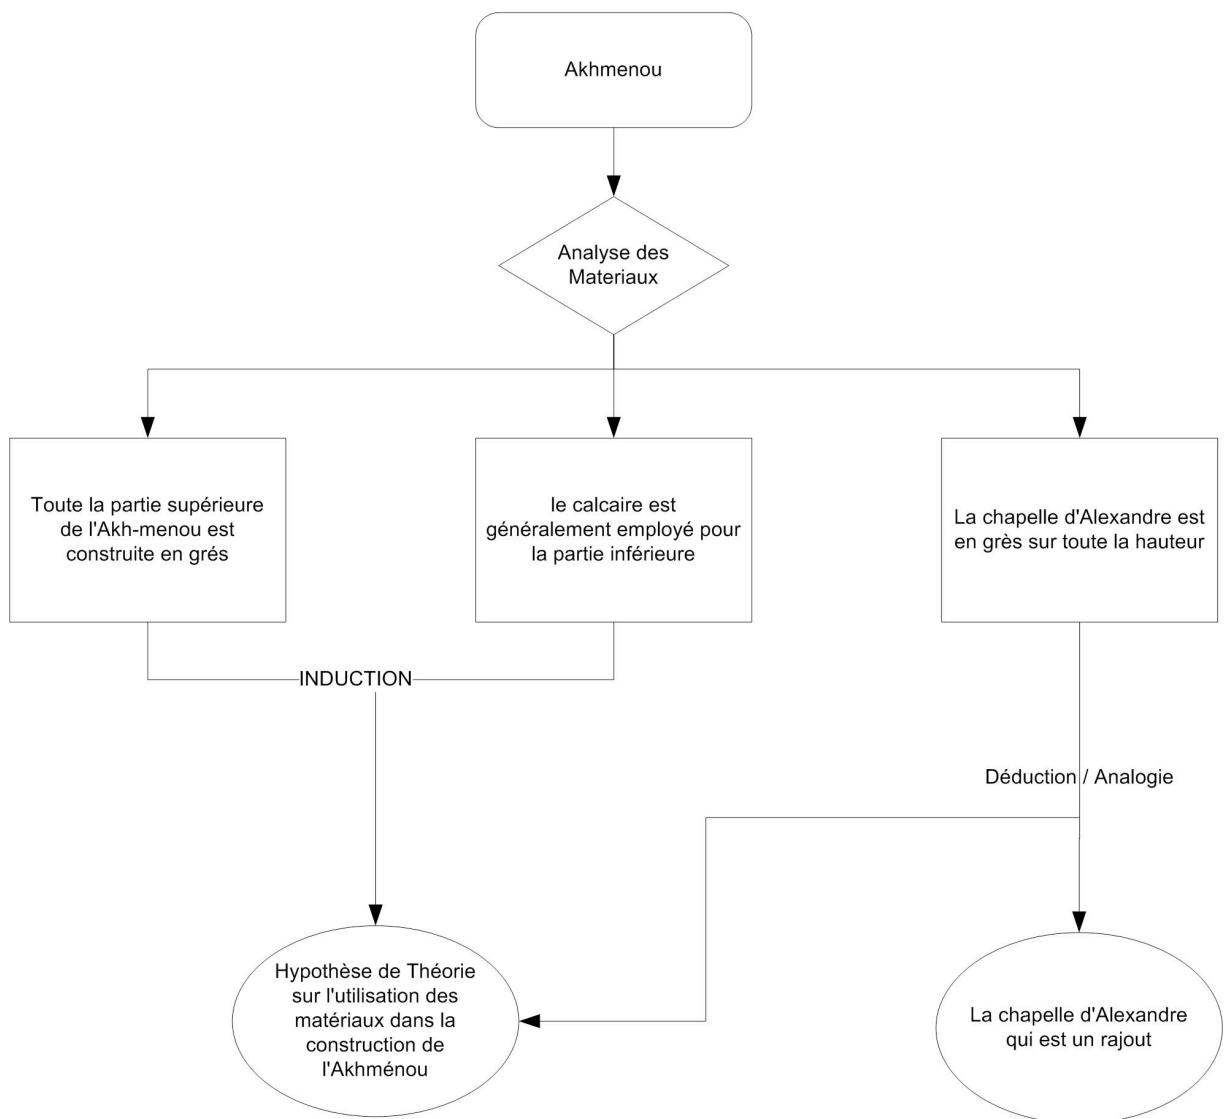 Akhmenou
Analyse des
Materiaux
Toute la partie supérieure
de l'Akh-menou est
construite en grés
le calcaire est
généralement employé pour
la partie inférieure
La chapelle d'Alexandre est
en grès sur toute la hauteur
INDUCTION
Déduction / Analogie
Hypothèse de Théorie
sur l'utilisation des
matériaux dans la
construction de
l'Akhménou
La chapelle d'Alexandre
qui est un rajout